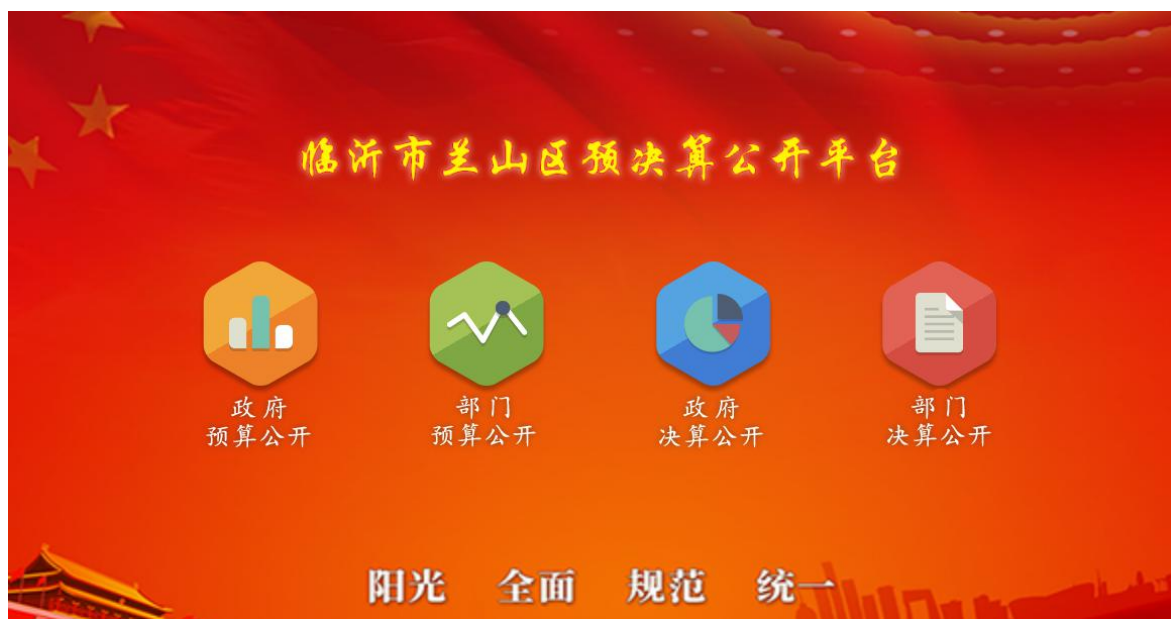 临沂市兰山区预决算公开平台
政府
预算公开
部门
预算公开
政府
决算公开
部门
决算公开
阳光 全面 规范 统一